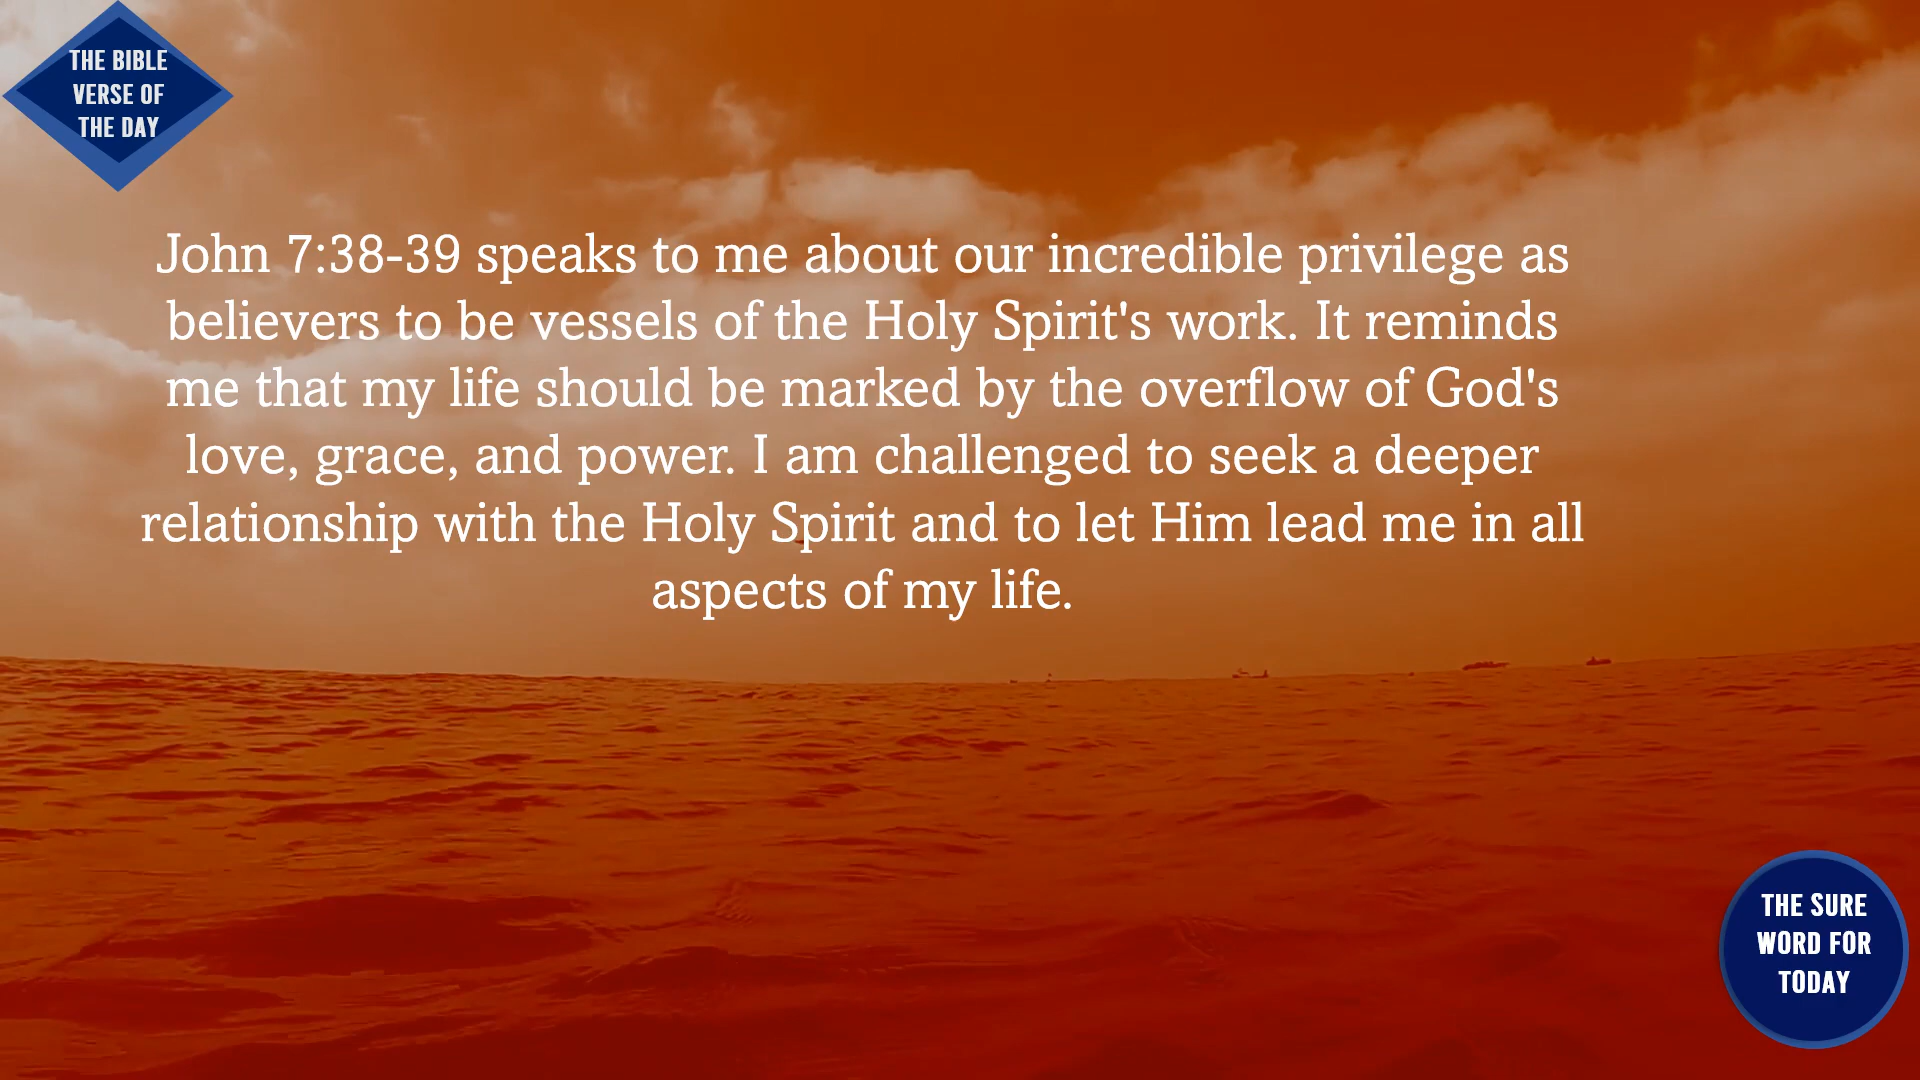 THE BIBLE
VERSE OF
THE DAY
John 7:38-39 speaks to me about our incredible privilege as
believers to be vessels of the Holy Spirit's work. It reminds
me that my life should be marked by the overflow of God's
love, grace, and power. I am challenged to seek a deeper
relationship with the Holy Spirit and to let Him lead me in all
aspects of my life.
THE SURE
WORD FOR
TODAY